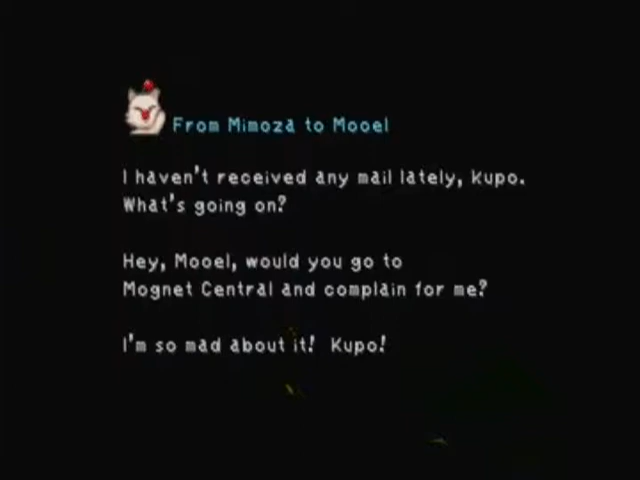 From Mimoza to Mooel
I haven't received any mail lately, Kupo.
What's going on?
Hey, Mooel, would you go to
Mognet Central and complain for me?
I'm so mad about it! Kupo!